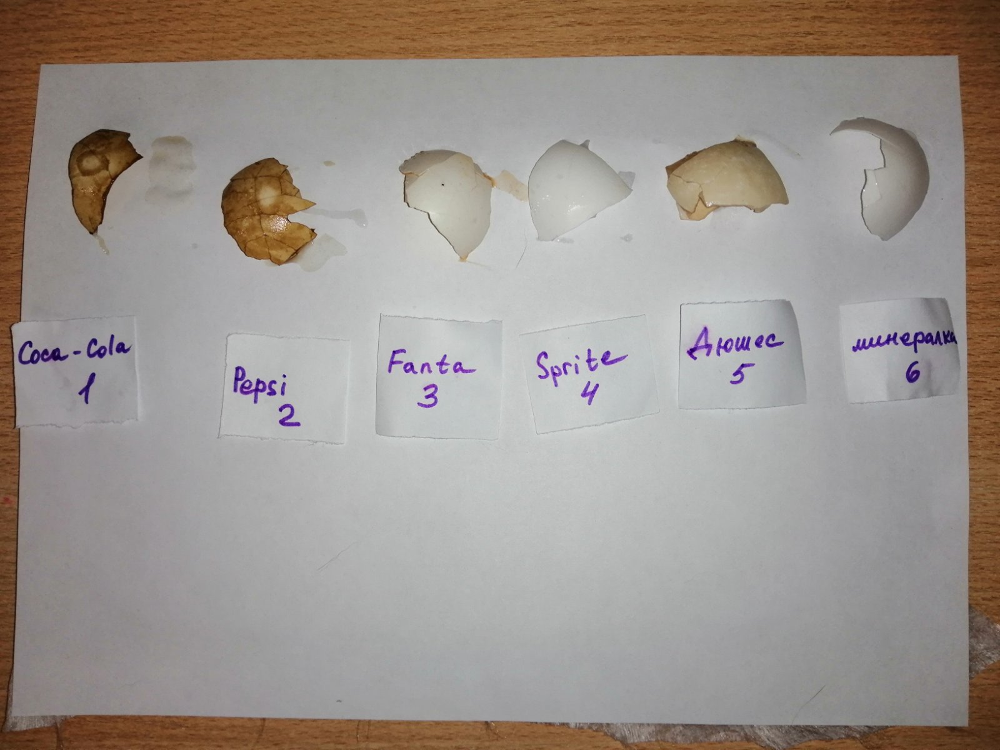 Coca-Cola
1
Pepsi
2
Fanta
3
Sprite
4
Дюшес
5
минералка
6